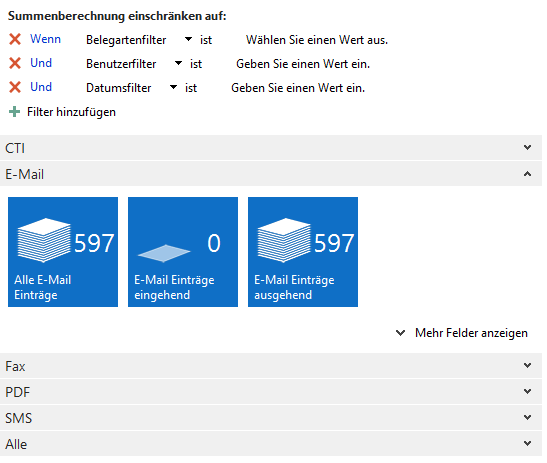 Summenberechnung einschränken auf:
Wenn Belegartenfilter ist Wählen Sie einen Wert aus.
Und Benutzerfilter ist Geben Sie einen Wert ein.
Und Datumsfilter ist Geben Sie einen Wert ein.
Filter hinzufügen
CTI
E-Mail
597
Alle E-Mail
Einträge
0
E-Mail Einträge
eingehend
597
E-Mail Einträge
ausgehend
Mehr Felder anzeigen
Fax
PDF
SMS
Alle